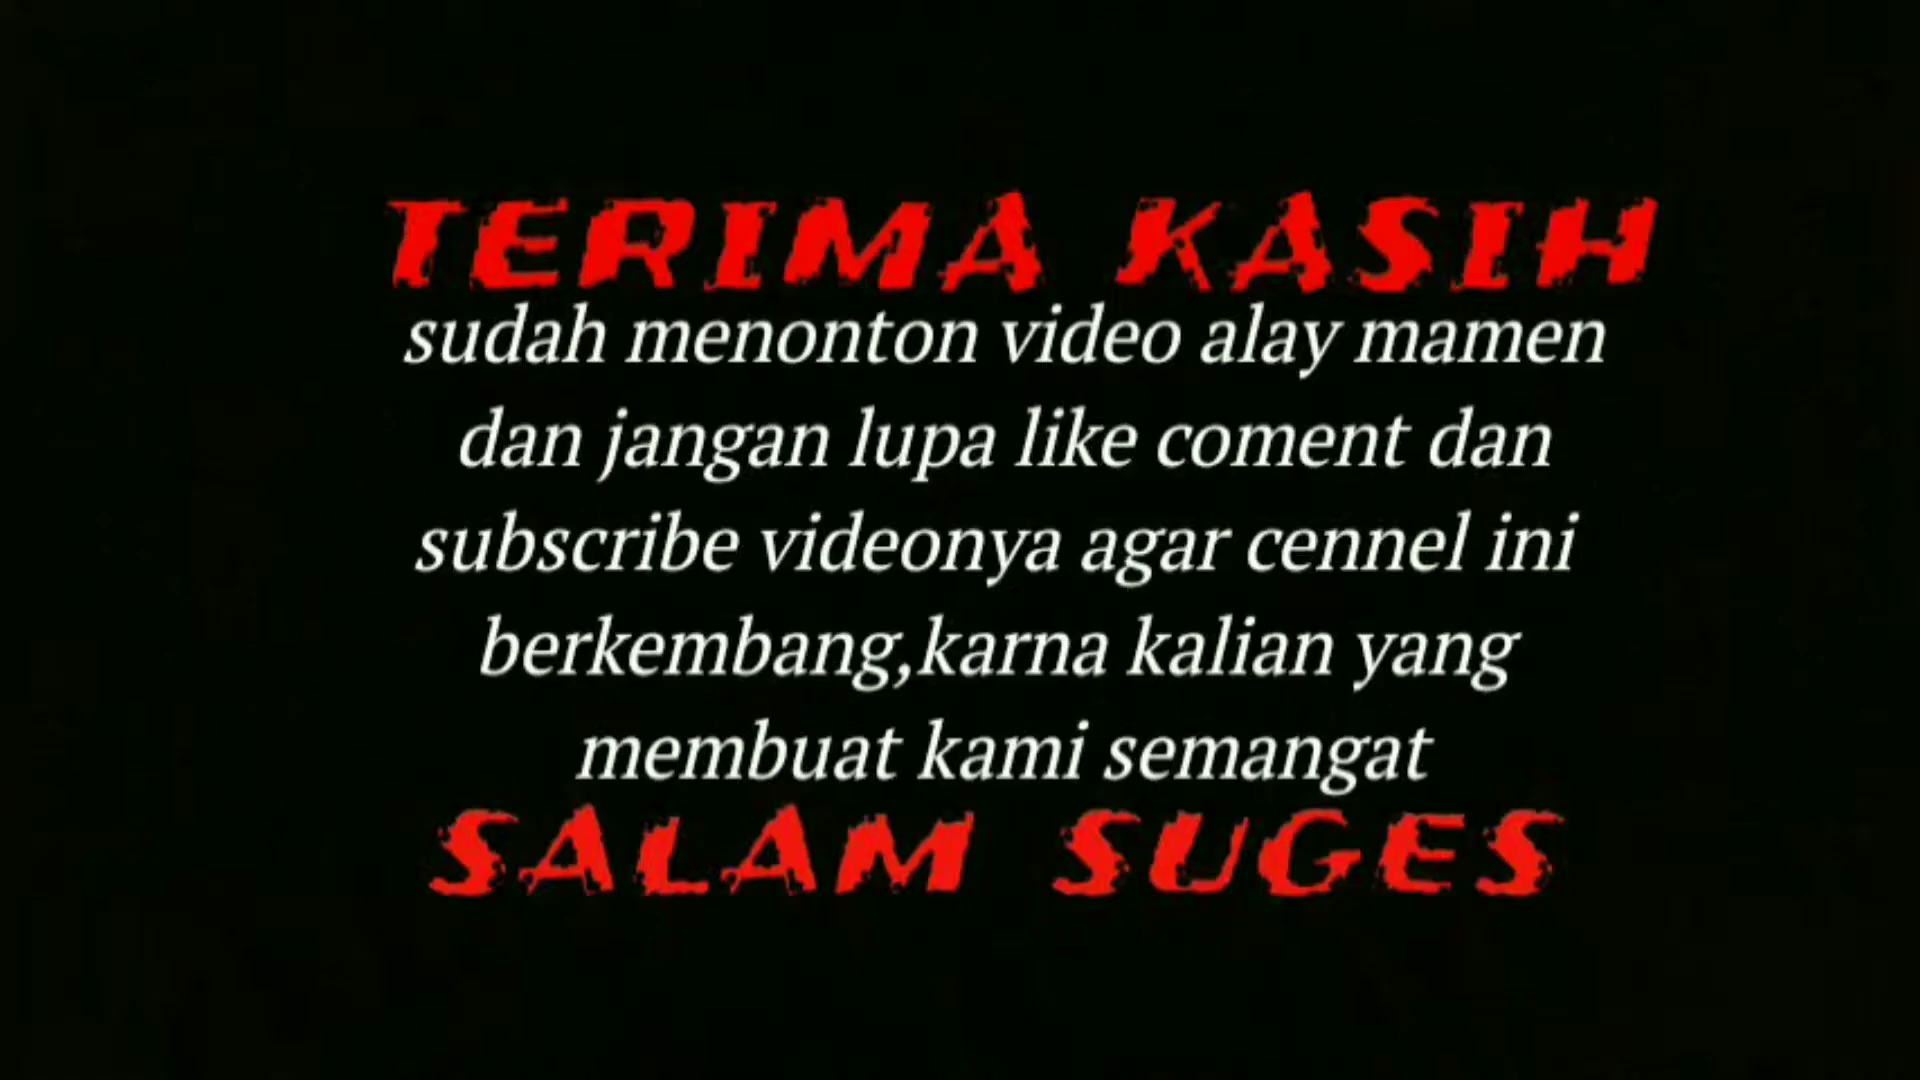 TERIMA KASIH
sudah menonton video alay mamen
dan jangan lupa like coment dan
subscribe videonya agar cennel ini
berkembang,karna kalian yang
membuat kami semangat
SALAM SUGES